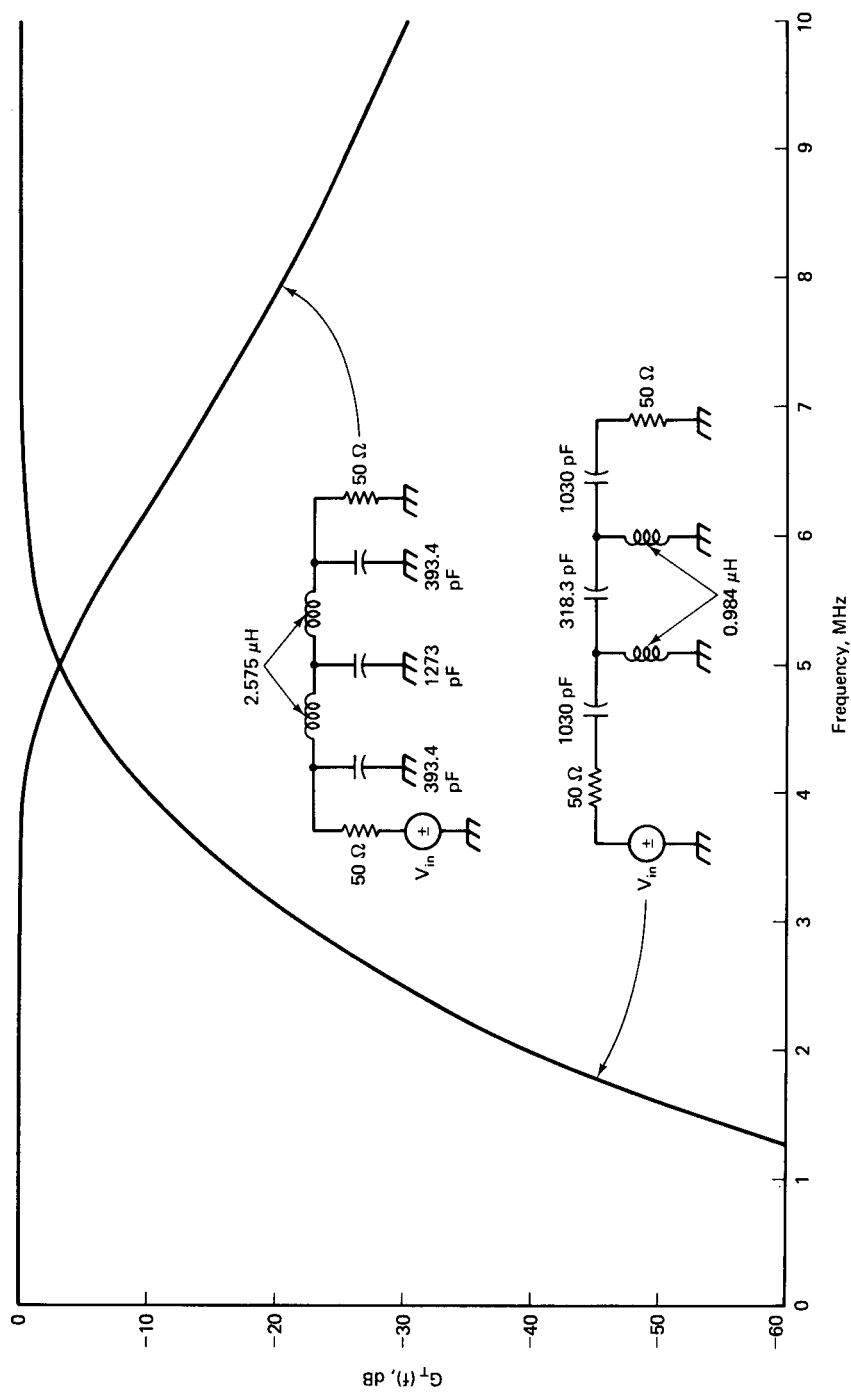 0
-10
-20
-30
-40
-50
-60
G_T(f), dB
0 1 2 3 4 5 6 7 8 9 10
Frequency, MHz
2.575 μH
50 Ω
V_in
±
393.4
pF
1273
pF
393.4
pF
50 Ω
50 Ω
V_in
±
1030 pF
318.3 pF
1030 pF
0.984 μH
50 Ω